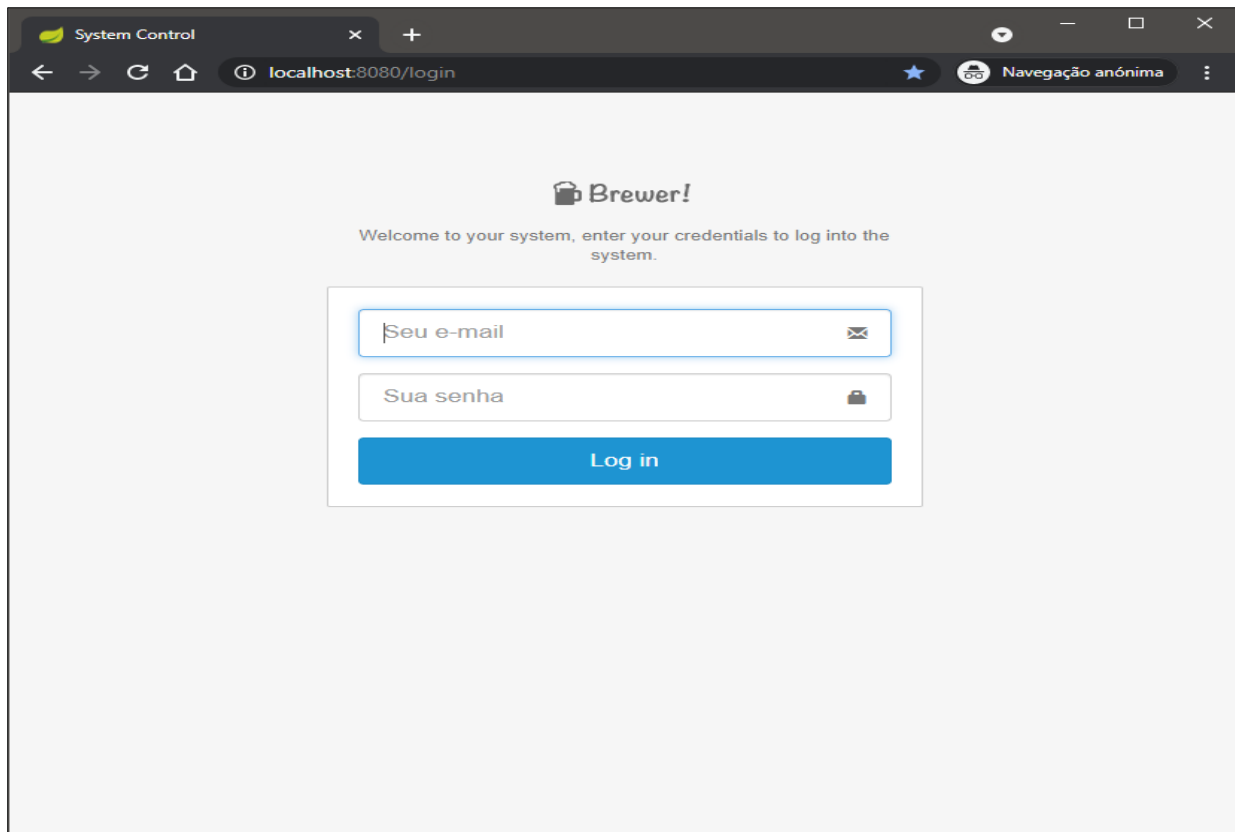 System Control
localhost:8080/login
Navegação anónima
Brewer!
Welcome to your system, enter your credentials to log into the
system.
Seu e-mail
Sua senha
Log in